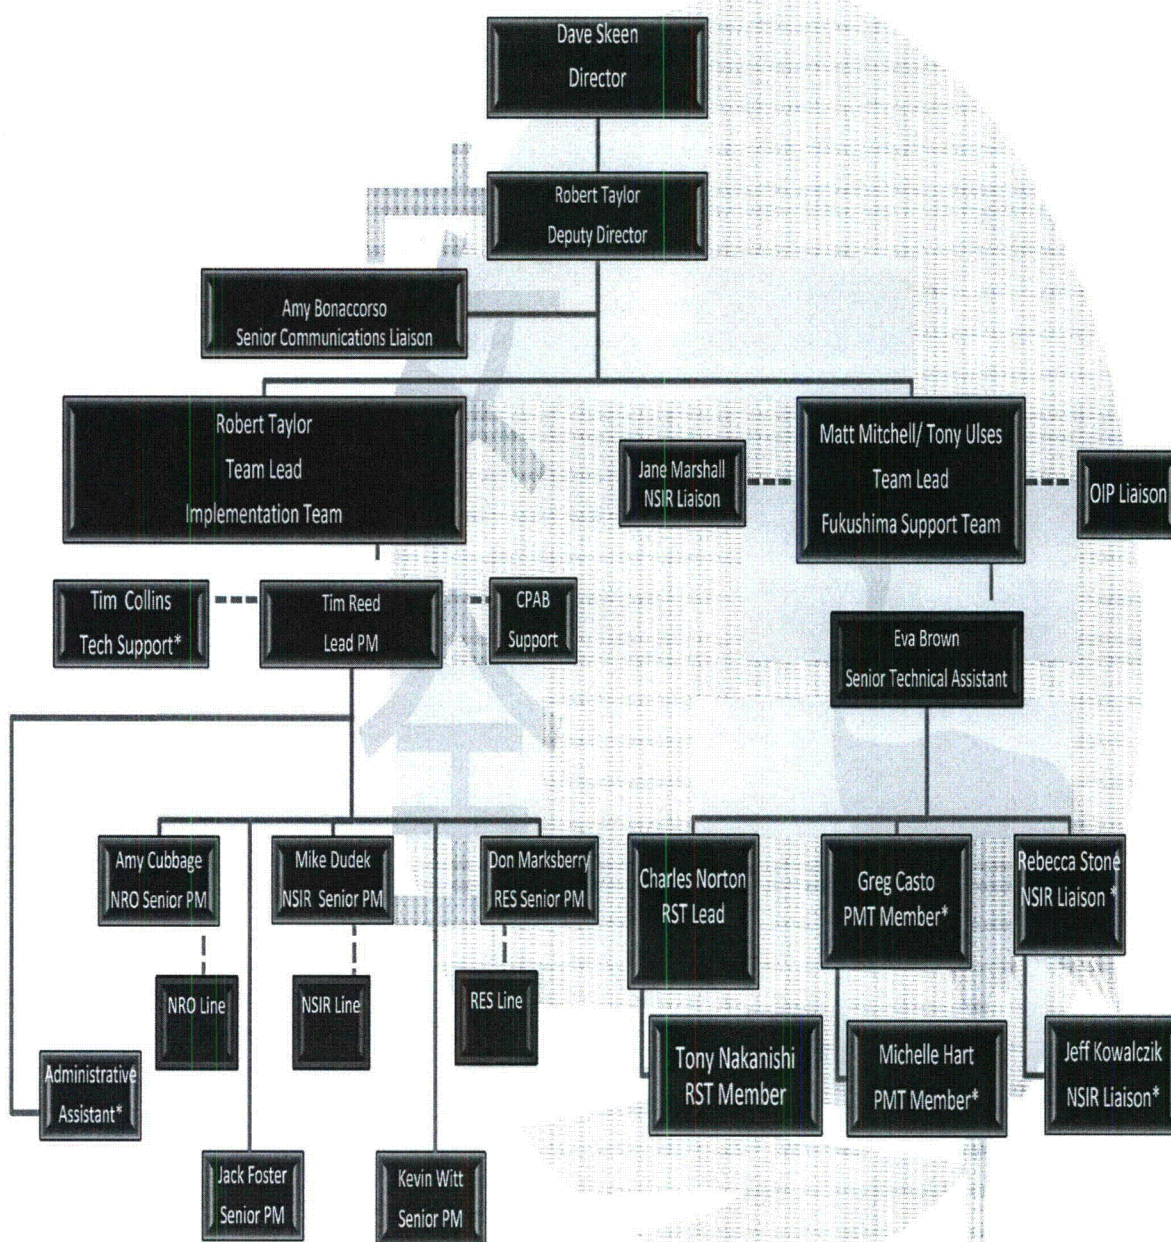 Dave Skeen
Director
Robert Taylor
Deputy Director
Amy Bonaccorso
Senior Communications Liaison
Robert Taylor
Team Lead
Implementation Team
Matt Mitchell/ Tony Ulses
Team Lead
Fukushima Support Team
Jane Marshall
NSIR Liaison
OIP Liaison
Tim Collins
Tech Support*
Tim Reed
Lead PM
CPAB
Support
Eva Brown
Senior Technical Assistant
Amy Cubbage
NRO Senior PM
Mike Dudek
NSIR Senior PM
Don Marksberry
RES Senior PM
Charles Norton
RST Lead
Greg Casto
PMT Member*
Rebecca Stone
NSIR Liaison *
NRO Line
NSIR Line
RES Line
Tony Nakanishi
RST Member
Michelle Hart
PMT Member*
Jeff Kowalczik
NSIR Liaison*
Administrative
Assistant*
Jack Foster
Senior PM
Kevin Witt
Senior PM